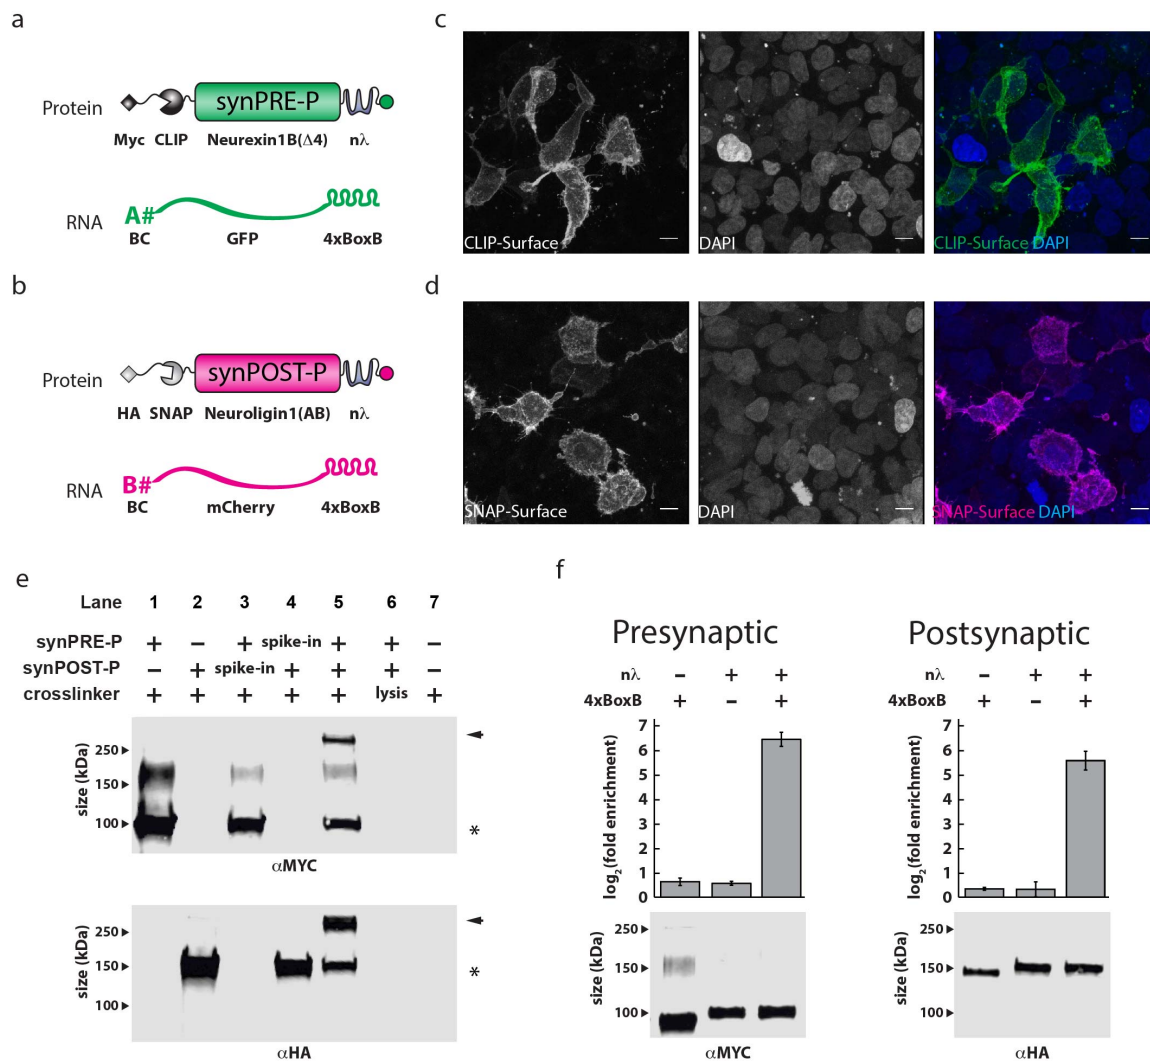 a
Protein
synPRE-P
Myc CLIP Neurexin1B(Δ4) nλ
RNA
A#
BC GFP 4xBoxB
b
Protein
synPOST-P
HA SNAP Neuroligin1(AB) nλ
RNA
B#
BC mCherry 4xBoxB
c
CLIP-Surface
DAPI
CLIP-Surface DAPI
d
SNAP-Surface
DAPI
SNAP-Surface DAPI
e
Lane 1 2 3 4 5 6 7
synPRE-P + – + spike-in + + –
synPOST-P – + spike-in + + + –
crosslinker + + + + + lysis +
size (kDa)
250
150
100
*
αMYC
size (kDa)
250
150
100
*
αHA
f
Presynaptic
nλ – + +
4xBoxB + – +
log2(fold enrichment)
7
6
5
4
3
2
1
0
size (kDa)
250
150
100
αMYC
Postsynaptic
nλ – + +
4xBoxB + – +
log2(fold enrichment)
7
6
5
4
3
2
1
0
size (kDa)
250
150
100
αHA